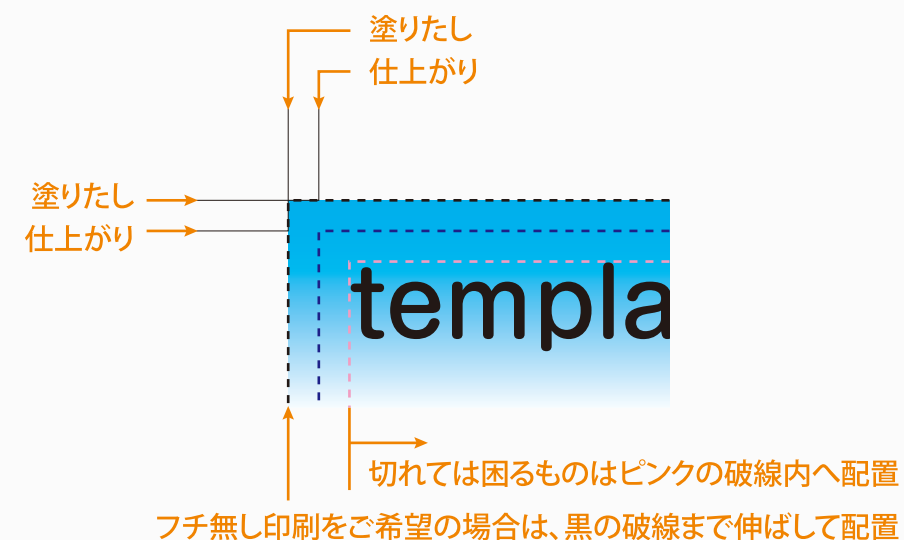 塗りたし
仕上がり
塗りたし
仕上がり
templa
切れては困るものはピンクの破線内へ配置
フチ無し印刷をご希望の場合は、黒の破線まで伸ばして配置